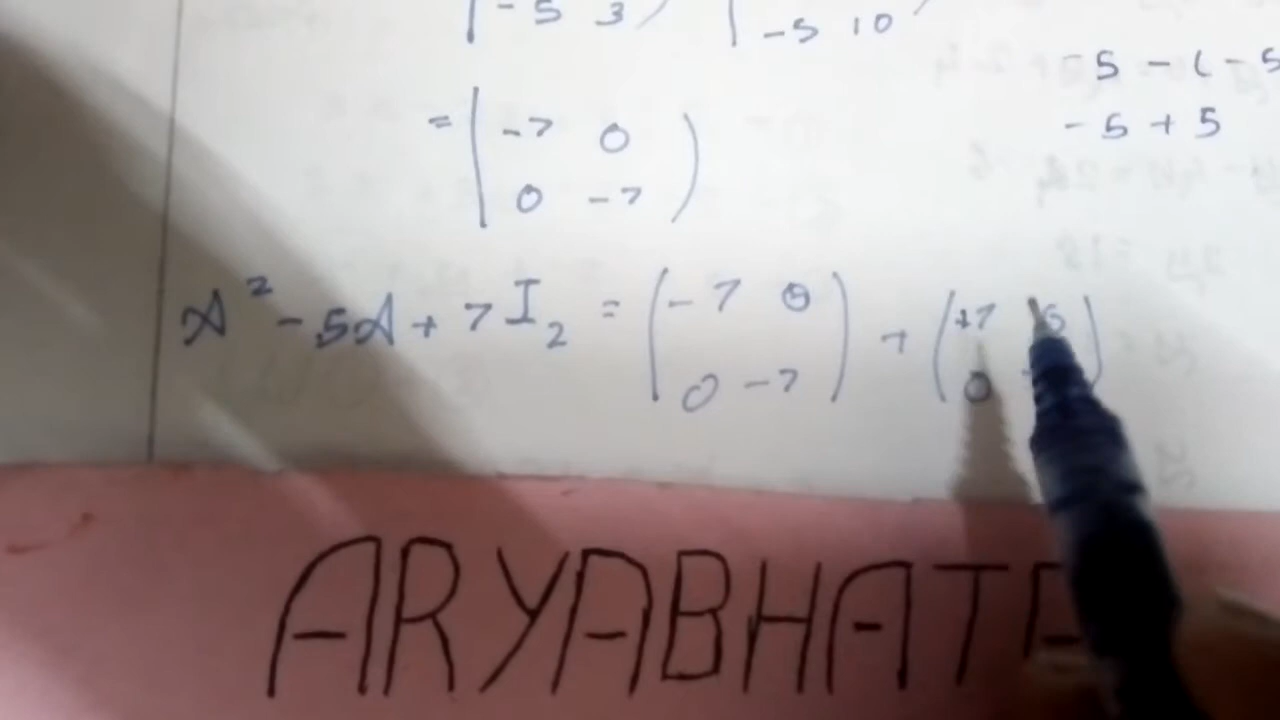 -5 3 ) | -5 10
-5 - (-5
-5 + 5
= ( -7 0
0 -7 )
A² - 5A + 7I₂ = ( -7 0 ) + ( +7 0 )
0 -7 0
ARYABHATA